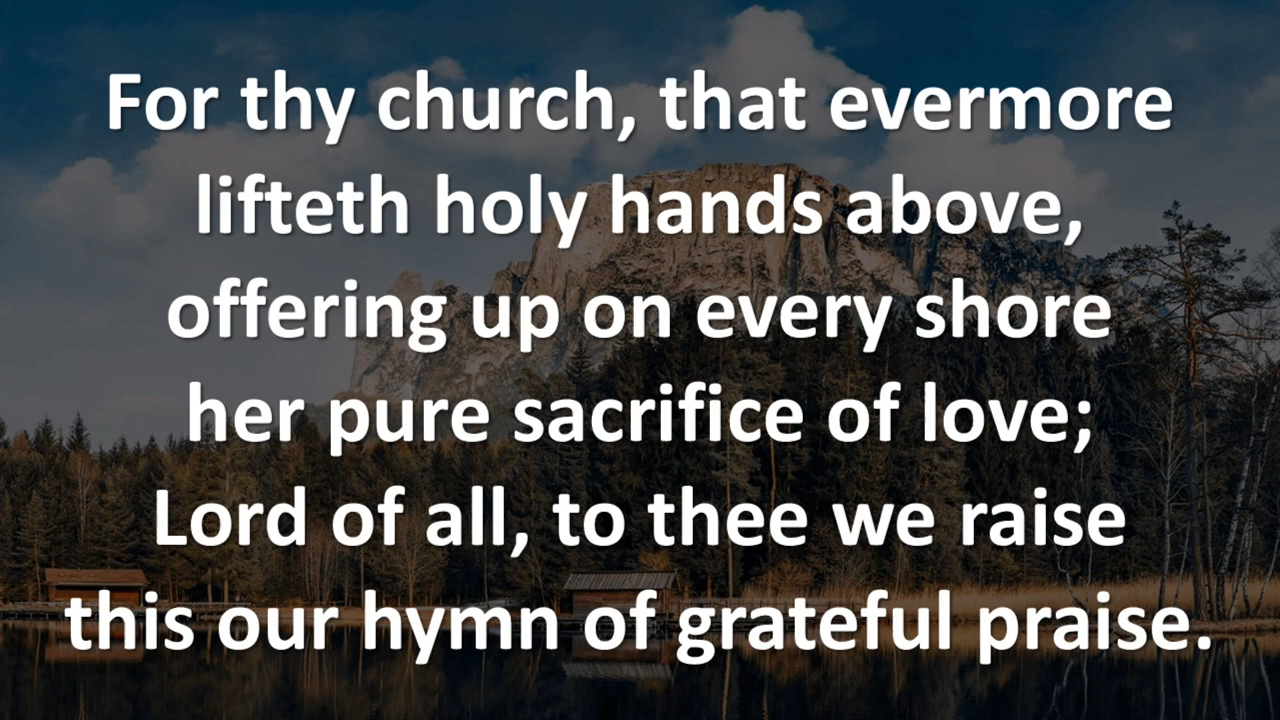 For thy church, that evermore
lifteth holy hands above,
offering up on every shore
her pure sacrifice of love;
Lord of all, to thee we raise
this our hymn of grateful praise.